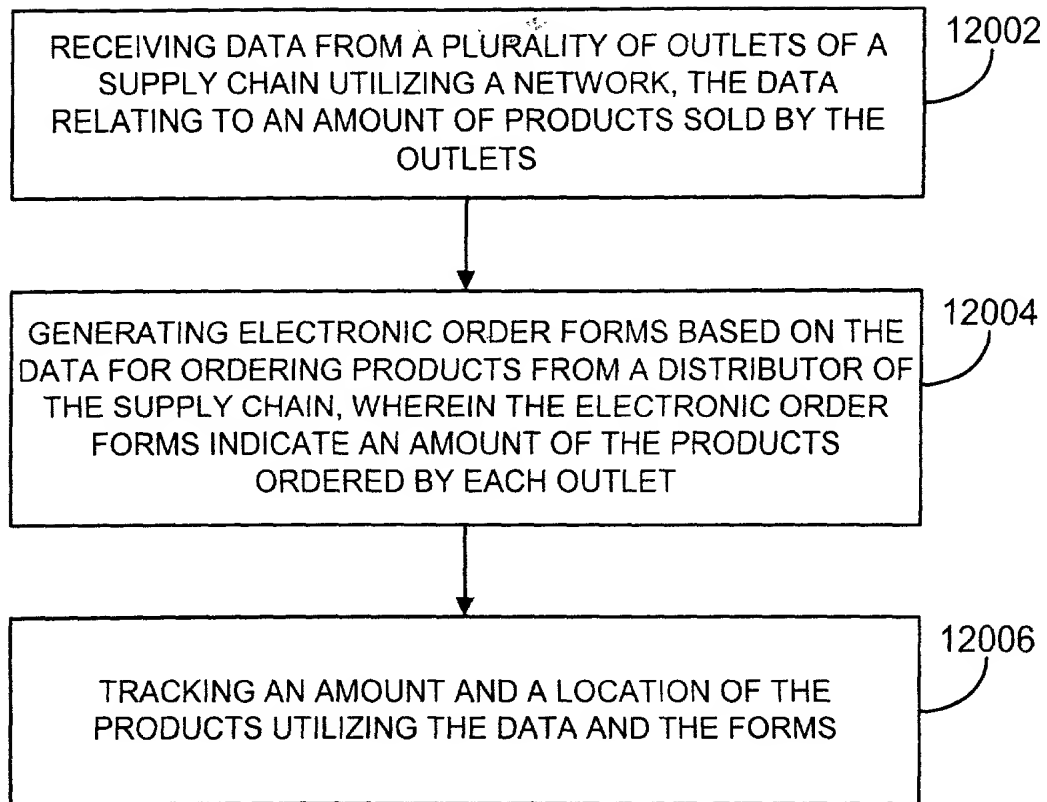 RECEIVING DATA FROM A PLURALITY OF OUTLETS OF A
SUPPLY CHAIN UTILIZING A NETWORK, THE DATA
RELATING TO AN AMOUNT OF PRODUCTS SOLD BY THE
OUTLETS
12002
GENERATING ELECTRONIC ORDER FORMS BASED ON THE
DATA FOR ORDERING PRODUCTS FROM A DISTRIBUTOR OF
THE SUPPLY CHAIN, WHEREIN THE ELECTRONIC ORDER
FORMS INDICATE AN AMOUNT OF THE PRODUCTS
ORDERED BY EACH OUTLET
12004
TRACKING AN AMOUNT AND A LOCATION OF THE
PRODUCTS UTILIZING THE DATA AND THE FORMS
12006